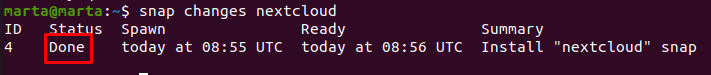 marta@marta:~$ snap changes nextcloud
ID Status Spawn Ready Summary
4 Done today at 08:55 UTC today at 08:56 UTC Install "nextcloud" snap